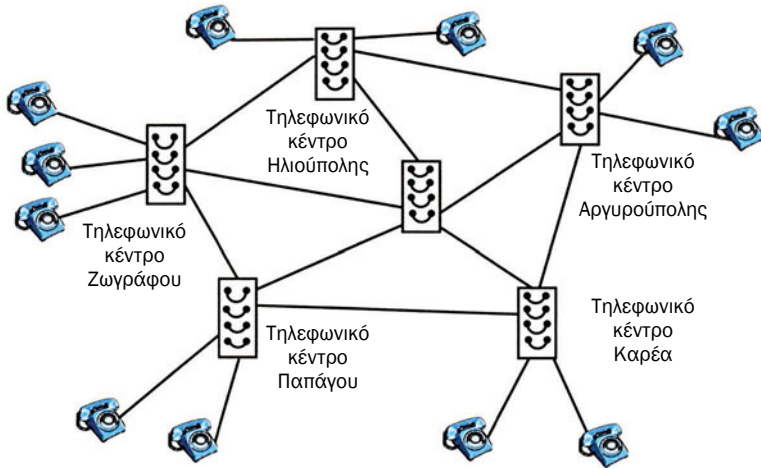 Τηλεφωνικό
κέντρο
Ηλιούπολης
Τηλεφωνικό
κέντρο
Αργυρούπολης
Τηλεφωνικό
κέντρο
Ζωγράφου
Τηλεφωνικό
κέντρο
Παπάγου
Τηλεφωνικό
κέντρο
Καρέα